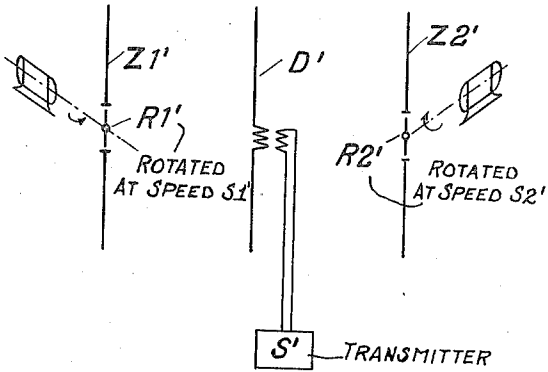 Z1'
D'
Z2'
R1'
ROTATED
AT SPEED S1'
R2'
ROTATED
AT SPEED S2'
S'
TRANSMITTER